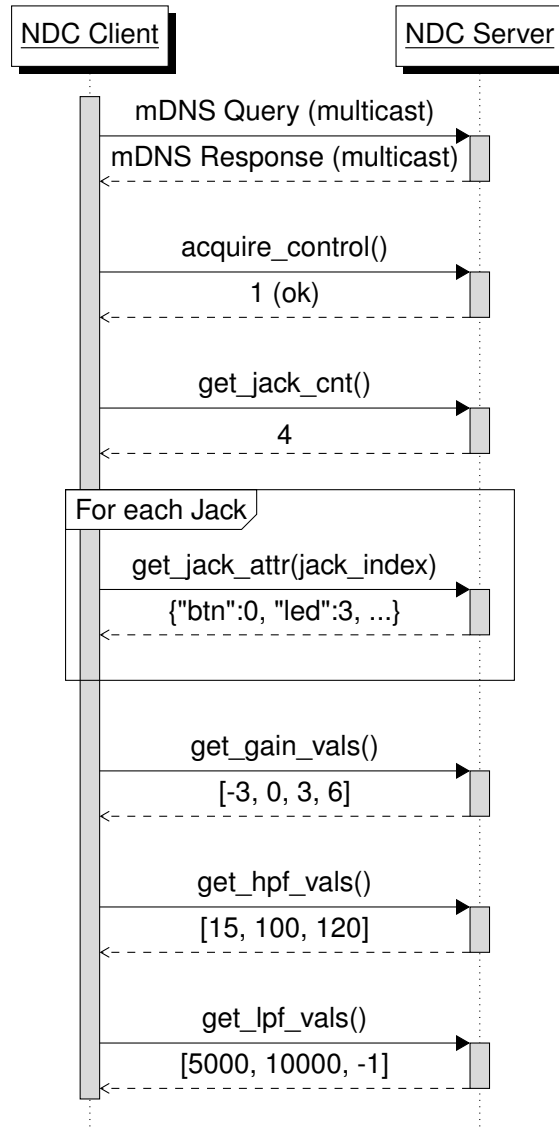 NDC Client
NDC Server
mDNS Query (multicast)
mDNS Response (multicast)
acquire_control()
1 (ok)
get_jack_cnt()
4
For each Jack
get_jack_attr(jack_index)
{"btn":0, "led":3, ...}
get_gain_vals()
[-3, 0, 3, 6]
get_hpf_vals()
[15, 100, 120]
get_lpf_vals()
[5000, 10000, -1]